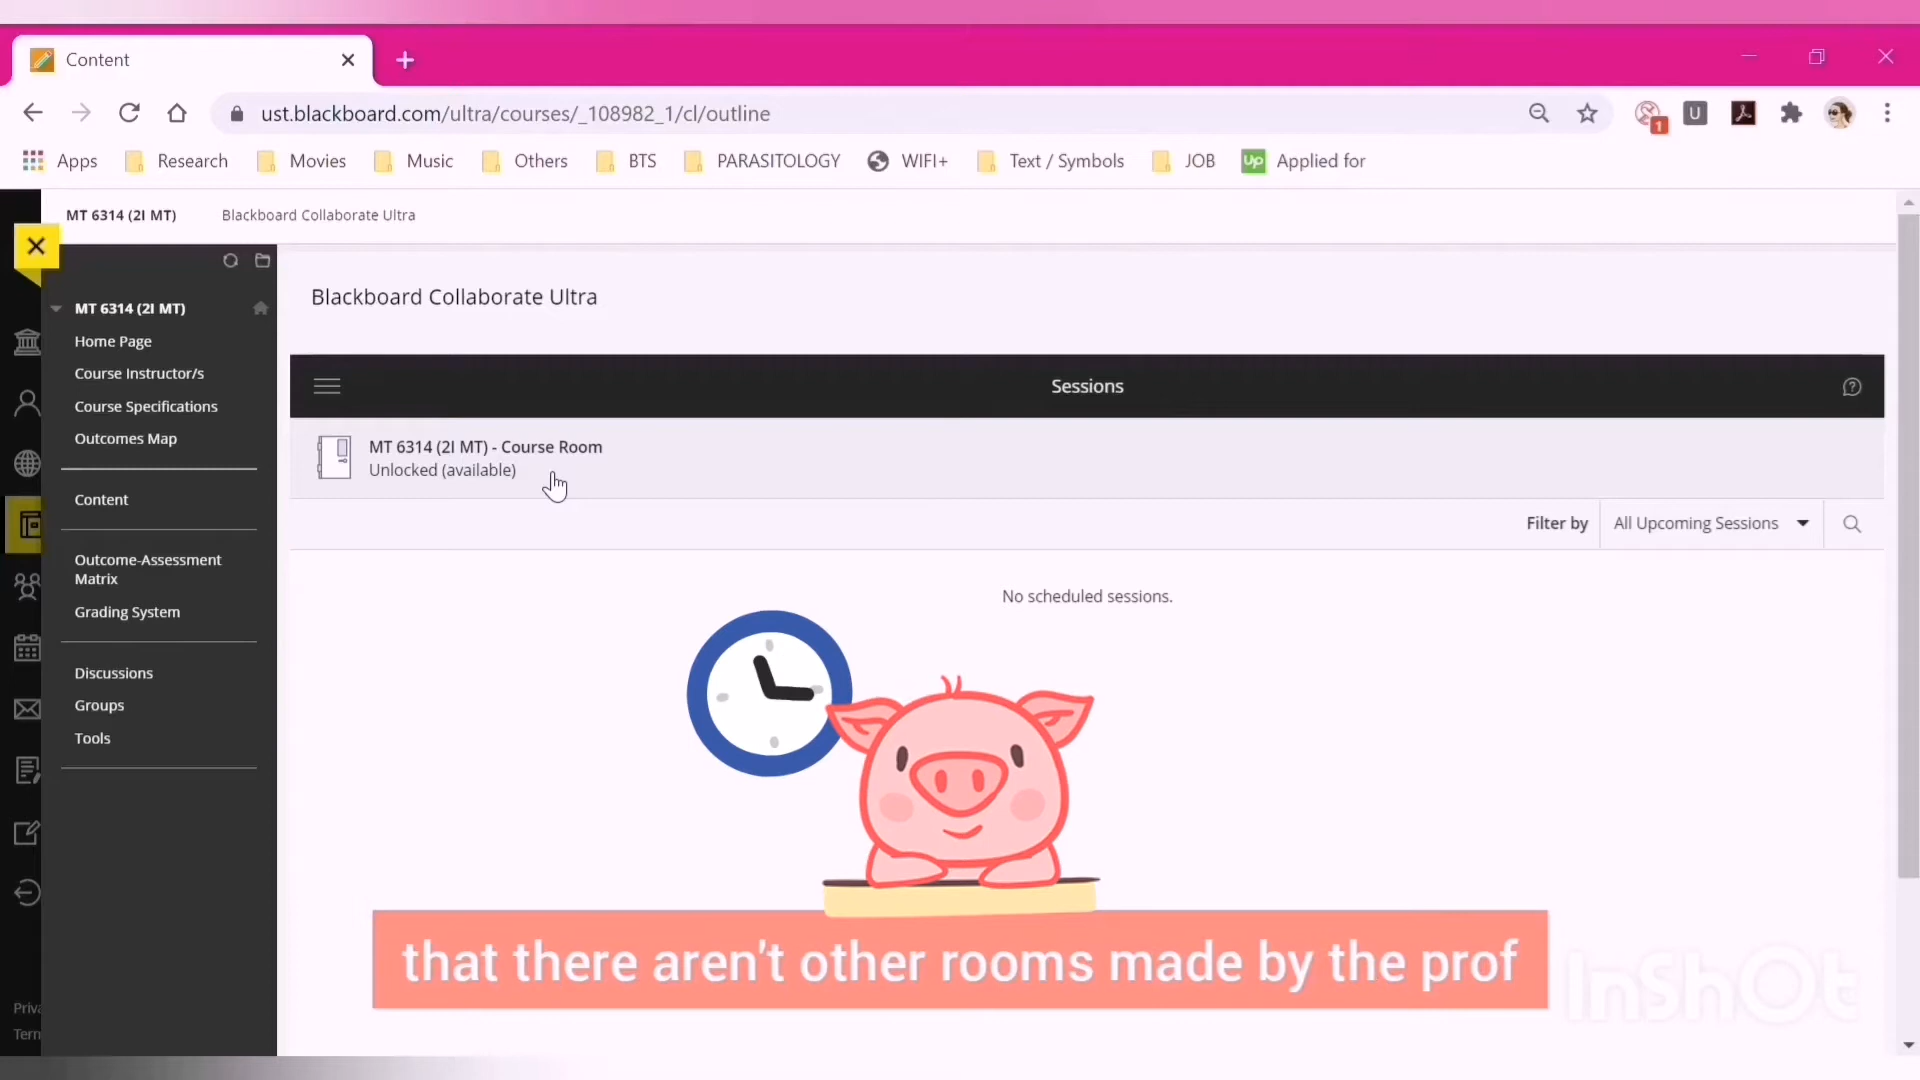 Content
ust.blackboard.com/ultra/courses/_108982_1/cl/outline
1
U
Apps
Research
Movies
Music
Others
BTS
PARASITOLOGY
WIFI+
Text / Symbols
JOB
Up
Applied for
MT 6314 (2I MT)
Blackboard Collaborate Ultra
MT 6314 (2I MT)
Home Page
Course Instructor/s
Course Specifications
Outcomes Map
Content
Outcome-Assessment
Matrix
Grading System
Discussions
Groups
Tools
Priva
Tern
Blackboard Collaborate Ultra
Sessions
MT 6314 (2I MT) - Course Room
Unlocked (available)
Filter by
All Upcoming Sessions
No scheduled sessions.
that there aren't other rooms made by the prof
InShOt